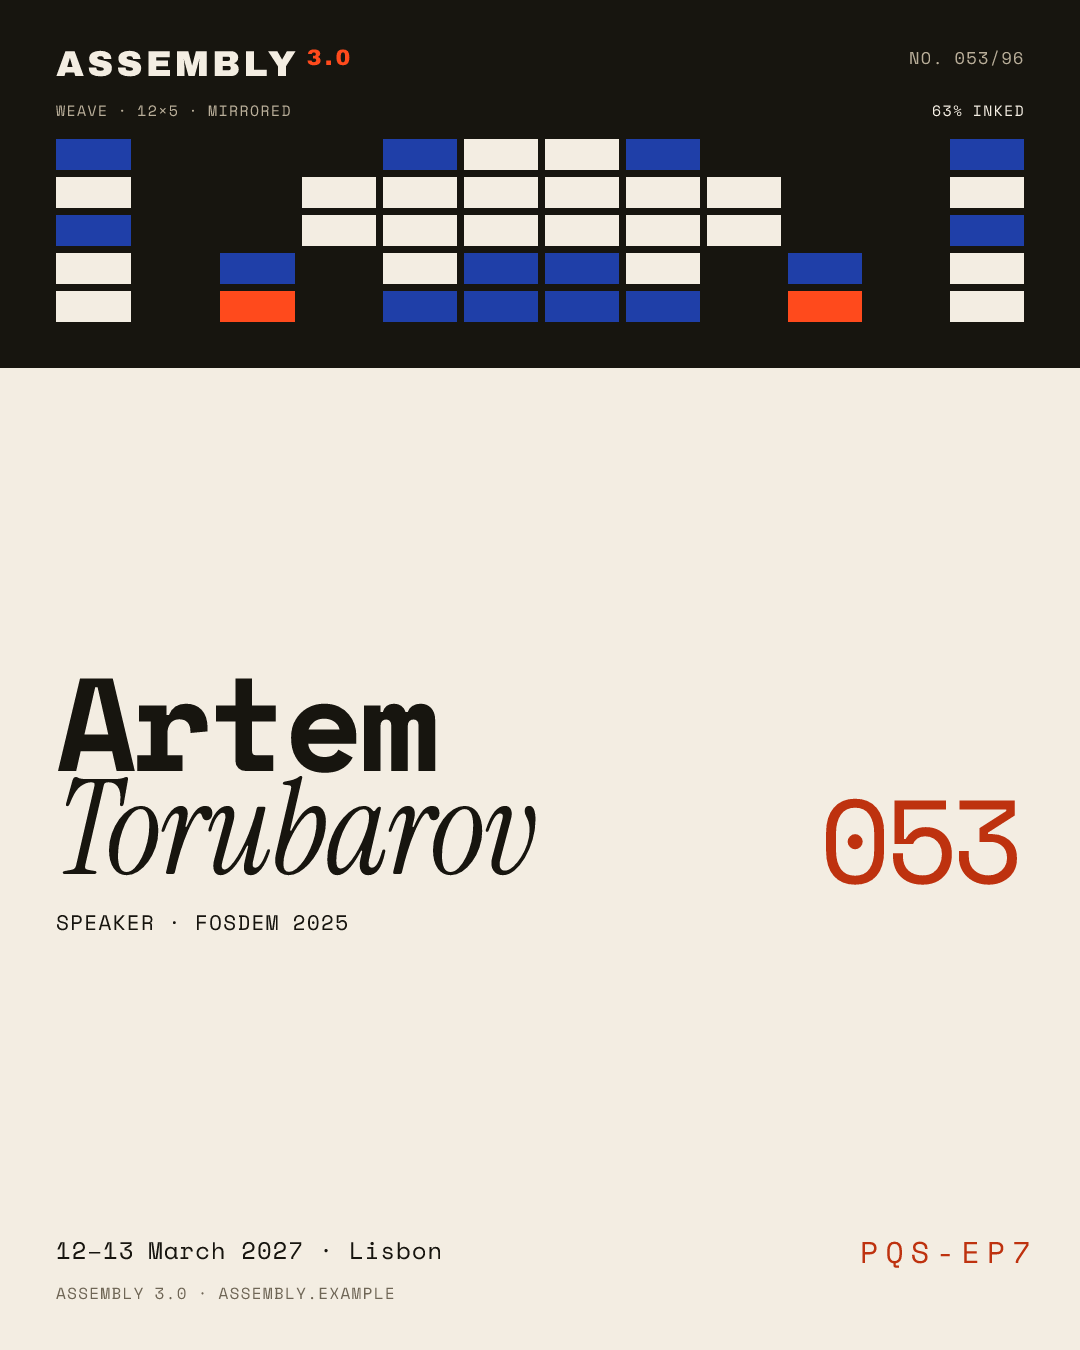 ASSEMBLY 3.0
NO. 053/96
WEAVE · 12×5 · MIRRORED
63% INKED
Artem
Torubarov
053
SPEAKER · FOSDEM 2025
12–13 March 2027 · Lisbon
PQS-EP7
ASSEMBLY 3.0 · ASSEMBLY.EXAMPLE